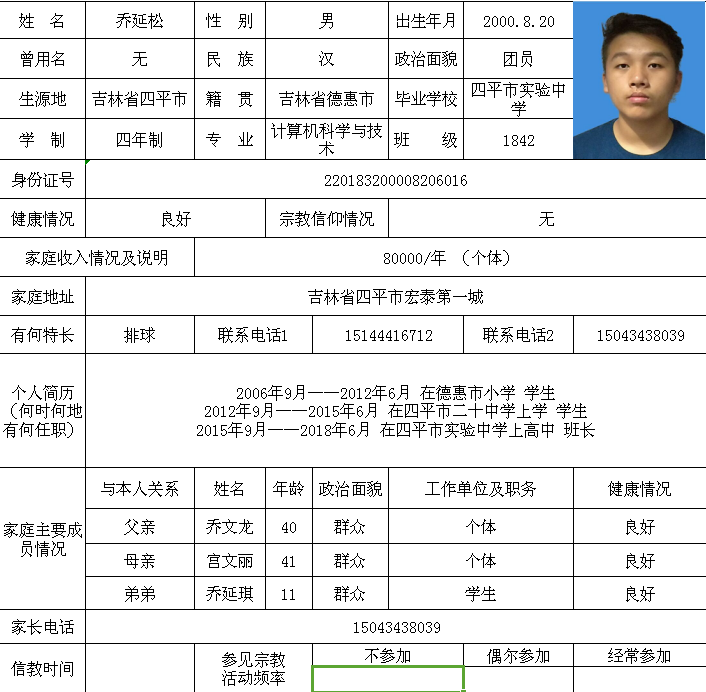 姓 名 乔延松 性 别 男 出生年月 2000.8.20
曾用名 无 民 族 汉 政治面貌 团员
生源地 吉林省四平市 籍 贯 吉林省德惠市 毕业学校 四平市实验中
学
学 制 四年制 专 业 计算机科学与技
术
班 级 1842
身份证号 220183200008206016
健康情况 良好 宗教信仰情况 无
家庭收入情况及说明 80000/年 （个体）
家庭地址 吉林省四平市宏泰第一城
有何特长 排球 联系电话1 15144416712 联系电话2 15043438039
个人简历
（何时何地
有何任职）
2006年9月——2012年6月 在德惠市小学 学生
2012年9月——2015年6月 在四平市二十中学上学 学生
2015年9月——2018年6月 在四平市实验中学上高中 班长
家庭主要成
员情况
与本人关系 姓名 年龄 政治面貌 工作单位及职务 健康情况
父亲 乔文龙 40 群众 个体 良好
母亲 宫文丽 41 群众 个体 良好
弟弟 乔延琪 11 群众 学生 良好
家长电话 15043438039
信教时间 参见宗教
活动频率
不参加 偶尔参加 经常参加